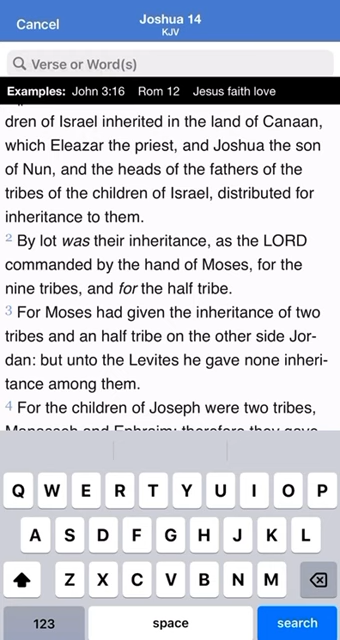 Cancel
Joshua 14
KJV
Verse or Word(s)
Examples: John 3:16 Rom 12 Jesus faith love
dren of Israel inherited in the land of Canaan,
which Eleazar the priest, and Joshua the son
of Nun, and the heads of the fathers of the
tribes of the children of Israel, distributed for
inheritance to them.
2 By lot was their inheritance, as the LORD
commanded by the hand of Moses, for the
nine tribes, and for the half tribe.
3 For Moses had given the inheritance of two
tribes and an half tribe on the other side Jor-
dan: but unto the Levites he gave none inheri-
tance among them.
4 For the children of Joseph were two tribes,
Manasseh and Ephraim: therefore they gave
Q W E R T Y U I O P
A S D F G H J K L
Z X C V B N M
123 space search